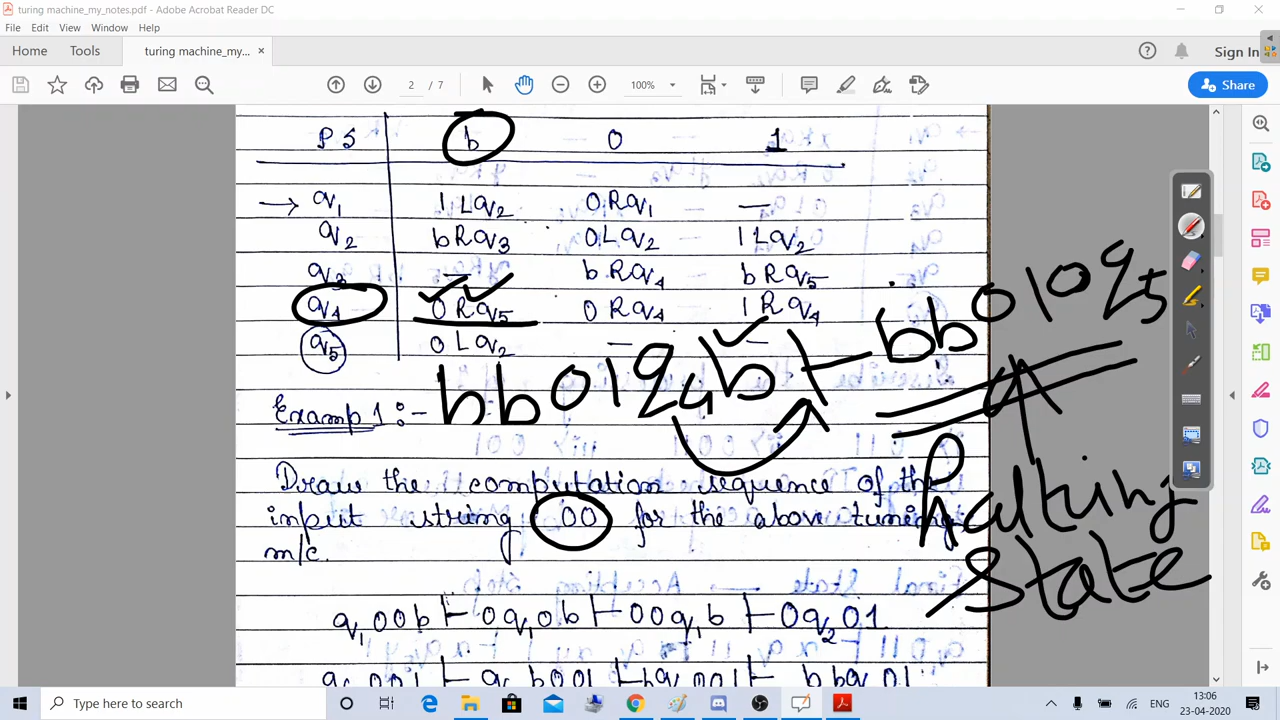 turing machine_my_notes.pdf - Adobe Acrobat Reader DC
File Edit View Window Help
Home Tools turing machine_my... × Sign In
2 / 7 100% Share
PS b 0 1
→ q1 1Lq2 0Rq1 —
q2 bRq3 0Lq2 1Lq2
q3 — bRq4 bRq5
q4 0Rq5 0Rq4 1Rq4
q5 0Lq2 — —
bb01q4b ⊢ bb010q5
halting
state
Examp 1:-
Draw the computation sequence of the
input string 00 for the above tuning
m/c.
q1 00b ⊢ 0q1 0b ⊢ 00q1 b ⊢ 0q2 01
Type here to search
ENG 13:06
23-04-2020